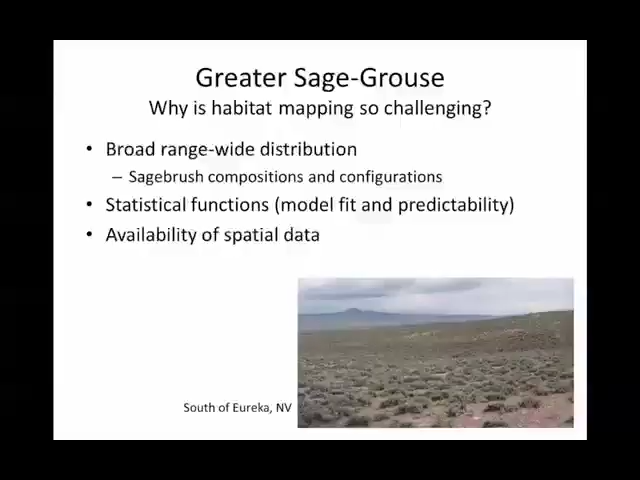 Greater Sage-Grouse
Why is habitat mapping so challenging?
• Broad range-wide distribution
– Sagebrush compositions and configurations
• Statistical functions (model fit and predictability)
• Availability of spatial data
South of Eureka, NV